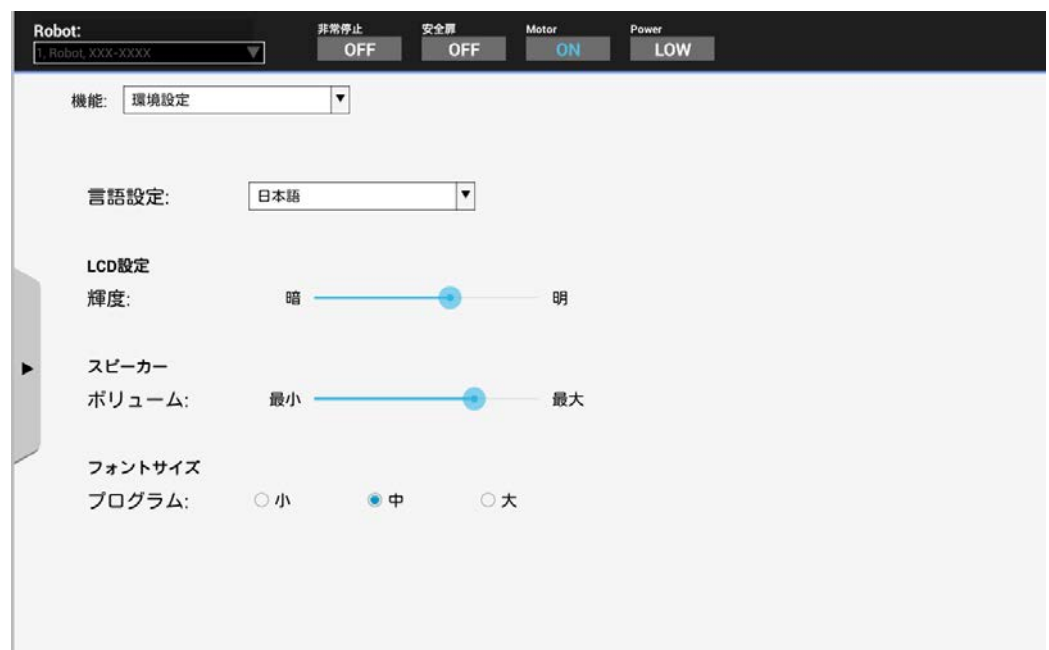 Robot: 非常停止 安全扉 Motor Power
1, Robot, XXX-XXXX OFF OFF ON LOW
機能: 環境設定
言語設定: 日本語
LCD設定
輝度: 暗 明
スピーカー
ボリューム: 最小 最大
フォントサイズ
プログラム: 小 中 大